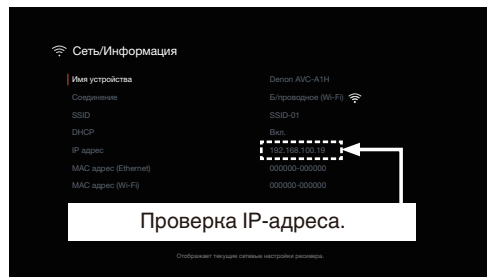 Сеть/Информация
Имя устройства Denon AVC-A1H
Соединение Б/проводное (Wi-Fi)
SSID SSID-01
DHCP Вкл.
IP адрес 192.168.100.19
MAC адрес (Ethernet) 000000-000000
MAC адрес (Wi-Fi) 000000-000000
Проверка IP-адреса.
Отображает текущие сетевые настройки ресивера.